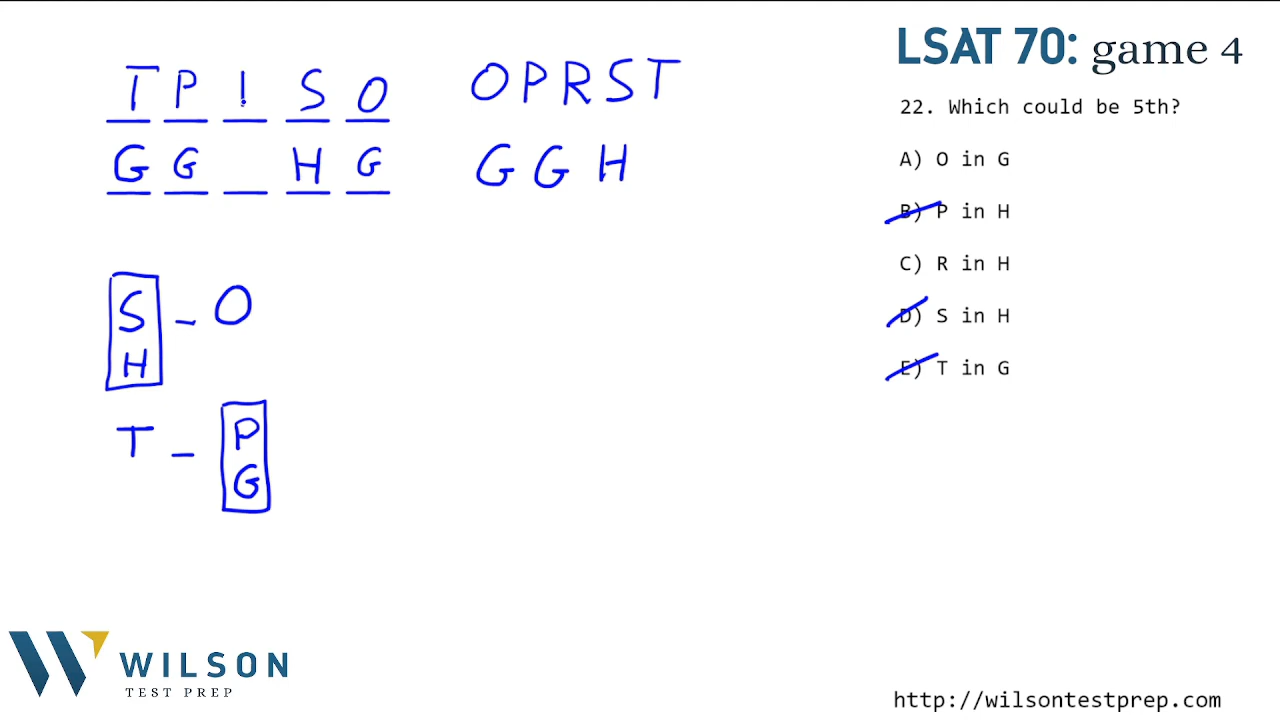 LSAT 70: game 4
T P I S O
O P R S T
G G H G
G G H
22. Which could be 5th?
A) O in G
B) P in H
C) R in H
D) S in H
E) T in G
S – O
H
T – P
G
WILSON
TEST PREP
http://wilsontestprep.com